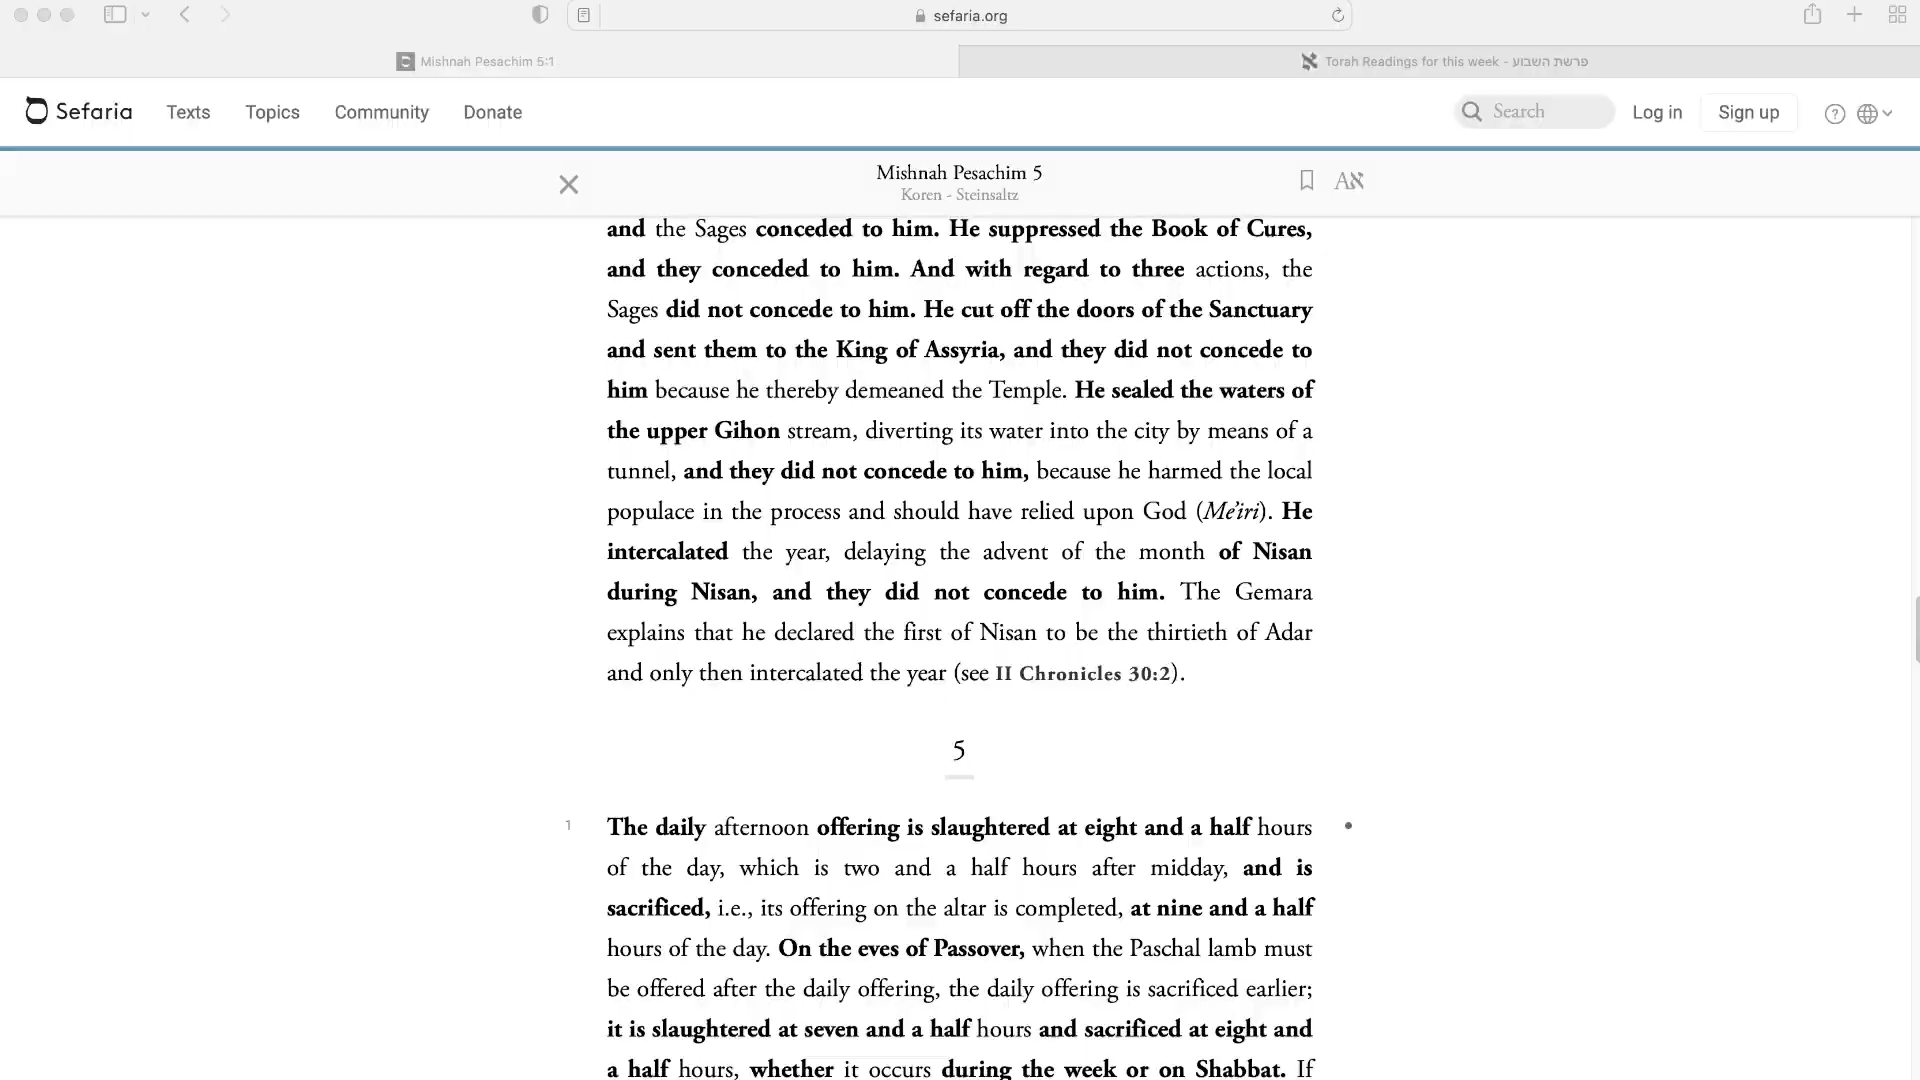 sefaria.org
Mishnah Pesachim 5:1
Torah Readings for this week - פרשת השבוע
Sefaria
Texts
Topics
Community
Donate
Search
Log in
Sign up
Mishnah Pesachim 5
Koren - Steinsaltz
Aא
and the Sages conceded to him. He suppressed the Book of Cures,
and they conceded to him. And with regard to three actions, the
Sages did not concede to him. He cut off the doors of the Sanctuary
and sent them to the King of Assyria, and they did not concede to
him because he thereby demeaned the Temple. He sealed the waters of
the upper Gihon stream, diverting its water into the city by means of a
tunnel, and they did not concede to him, because he harmed the local
populace in the process and should have relied upon God (Me'iri). He
intercalated the year, delaying the advent of the month of Nisan
during Nisan, and they did not concede to him. The Gemara
explains that he declared the first of Nisan to be the thirtieth of Adar
and only then intercalated the year (see II Chronicles 30:2).
5
1
The daily afternoon offering is slaughtered at eight and a half hours
of the day, which is two and a half hours after midday, and is
sacrificed, i.e., its offering on the altar is completed, at nine and a half
hours of the day. On the eves of Passover, when the Paschal lamb must
be offered after the daily offering, the daily offering is sacrificed earlier;
it is slaughtered at seven and a half hours and sacrificed at eight and
a half hours, whether it occurs during the week or on Shabbat. If